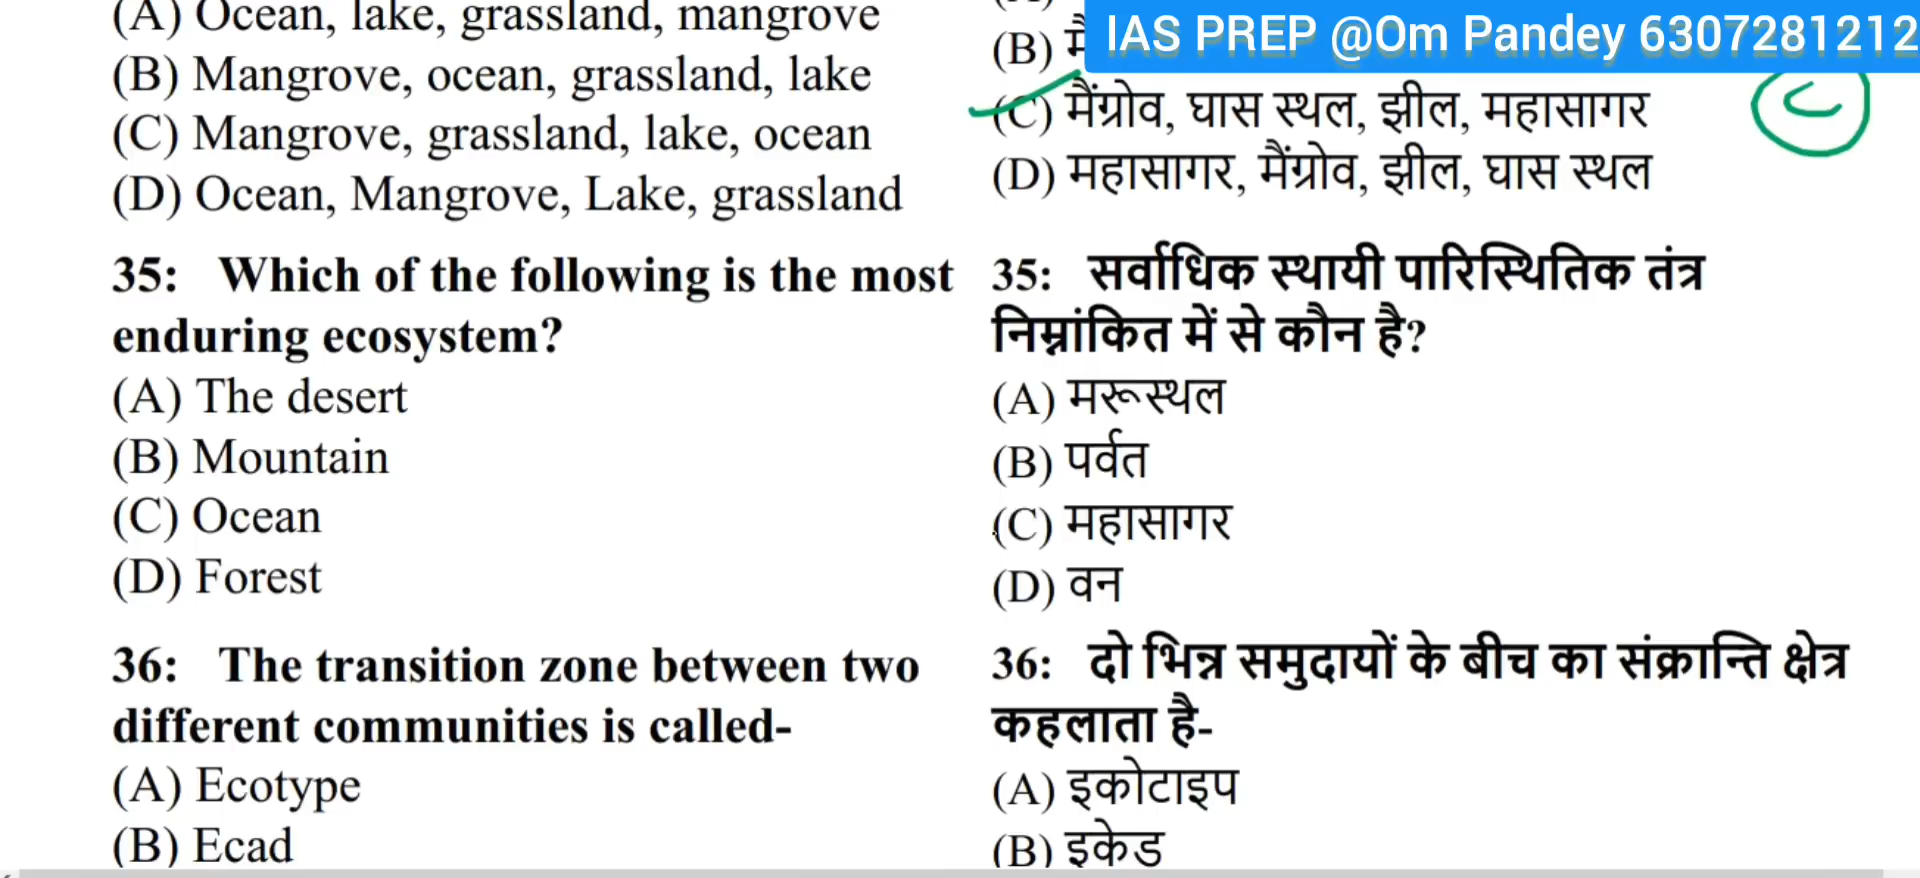 (A) Ocean, lake, grassland, mangrove
(B) Mangrove, ocean, grassland, lake
(C) Mangrove, grassland, lake, ocean
(D) Ocean, Mangrove, Lake, grassland
35: Which of the following is the most
enduring ecosystem?
(A) The desert
(B) Mountain
(C) Ocean
(D) Forest
36: The transition zone between two
different communities is called-
(A) Ecotype
(B) Ecad
IAS PREP @Om Pandey 6307281212
(B)
(C) मैंग्रोव, घास स्थल, झील, महासागर
C
(D) महासागर, मैंग्रोव, झील, घास स्थल
35: सर्वाधिक स्थायी पारिस्थितिक तंत्र
निम्नांकित में से कौन है?
(A) मरूस्थल
(B) पर्वत
(C) महासागर
(D) वन
36: दो भिन्न समुदायों के बीच का संक्रान्ति क्षेत्र
कहलाता है-
(A) इकोटाइप
(B) इकेड